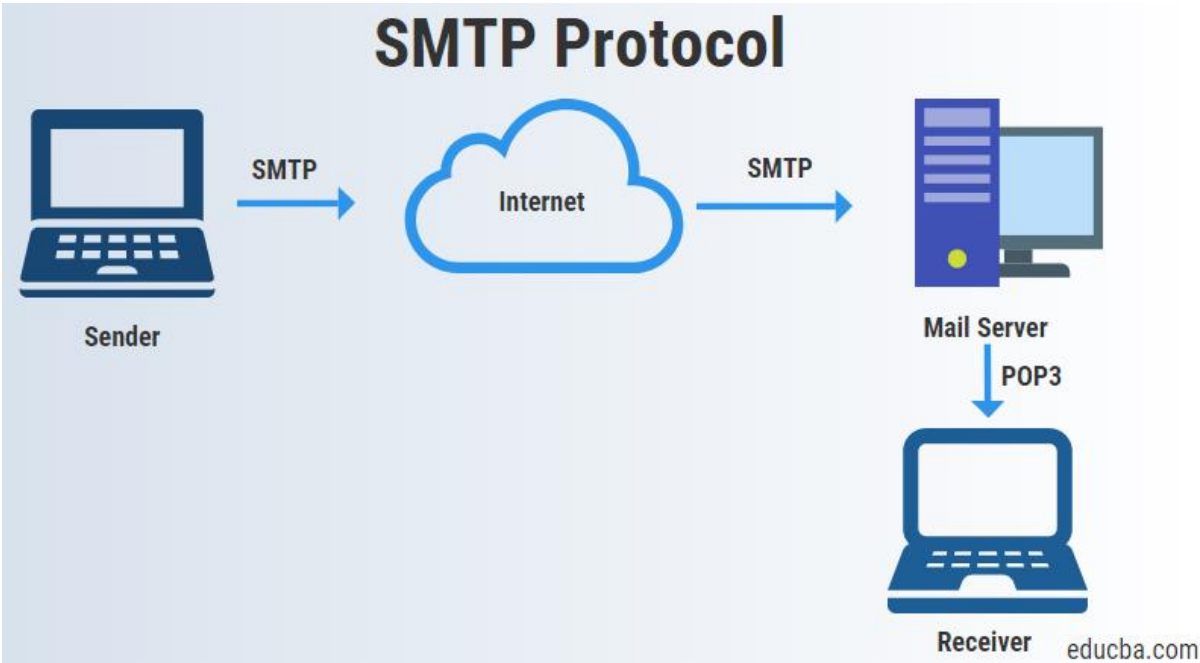 SMTP Protocol
SMTP
Internet
SMTP
Sender
Mail Server
POP3
Receiver
educba.com